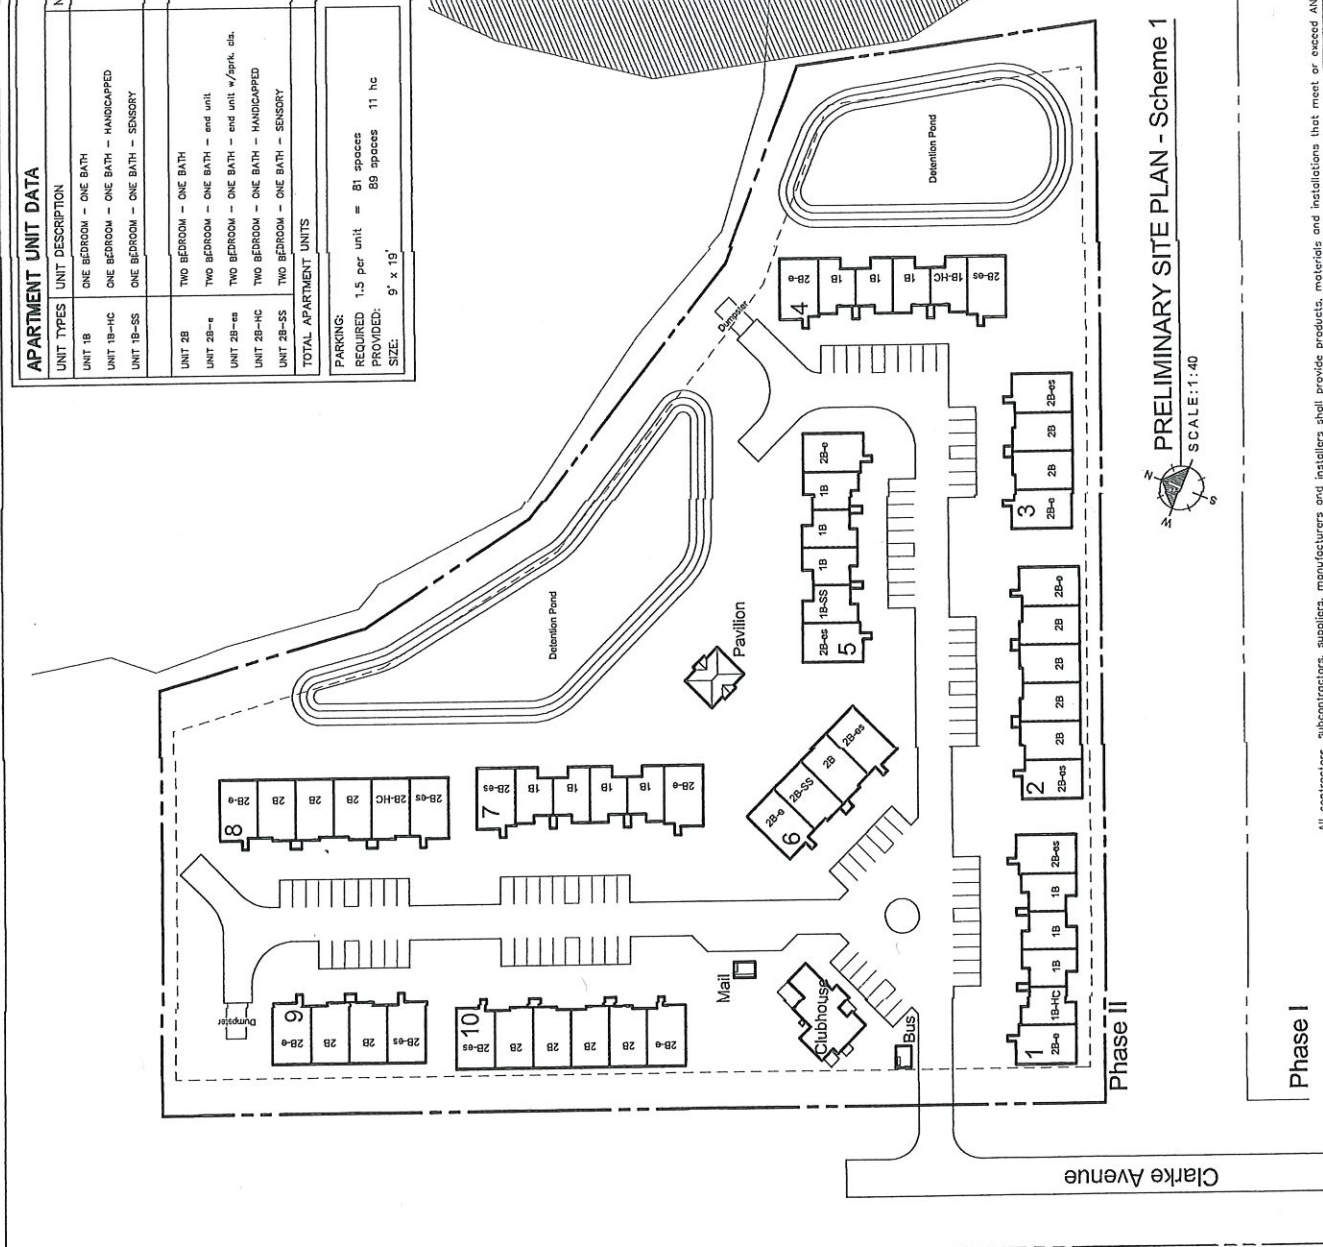 APARTMENT UNIT DATA
UNIT TYPES UNIT DESCRIPTION N
UNIT 1B ONE BEDROOM - ONE BATH
UNIT 1B-HC ONE BEDROOM - ONE BATH - HANDICAPPED
UNIT 1B-SS ONE BEDROOM - ONE BATH - SENSORY
UNIT 2B TWO BEDROOM - ONE BATH
UNIT 2B-e TWO BEDROOM - ONE BATH - end unit
UNIT 2B-es TWO BEDROOM - ONE BATH - end unit w/sprk. cls.
UNIT 2B-HC TWO BEDROOM - ONE BATH - HANDICAPPED
UNIT 2B-SS TWO BEDROOM - ONE BATH - SENSORY
TOTAL APARTMENT UNITS
PARKING:
REQUIRED 1.5 per unit = 81 spaces
PROVIDED: 89 spaces 11 hc
SIZE: 9' x 19'
Dumpster
9
2B-e
2B
2B
2B-es
8
2B-e
2B
2B
2B
2B-HC
2B-es
10
2B-es
2B
2B
2B
2B
2B-e
7
2B-es
1B
1B
1B
1B
2B-e
Detention Pond
Mail
Pavilion
Dumpster
Clubhouse
Bus
6
2B-e
2B-SS
2B
2B-es
5
2B-es
1B-SS
1B
1B
1B
2B-e
4
2B-e
1B
1B
1B
1B-HC
2B-es
Detention Pond
1
2B-e
1B-HC
1B
1B
1B
2B-es
2
2B-es
2B
2B
2B
2B
2B-e
3
2B-e
2B
2B
2B-es
Phase II
Clarke Avenue
N
W
S
PRELIMINARY SITE PLAN - Scheme 1
SCALE:1:40
Phase I
All contractors, subcontractors, suppliers, manufacturers and installers shall provide products, materials and installations that meet or exceed AN